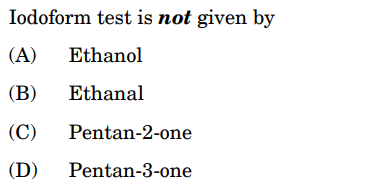 Iodoform test is not given by
(A) Ethanol
(B) Ethanal
(C) Pentan-2-one
(D) Pentan-3-one